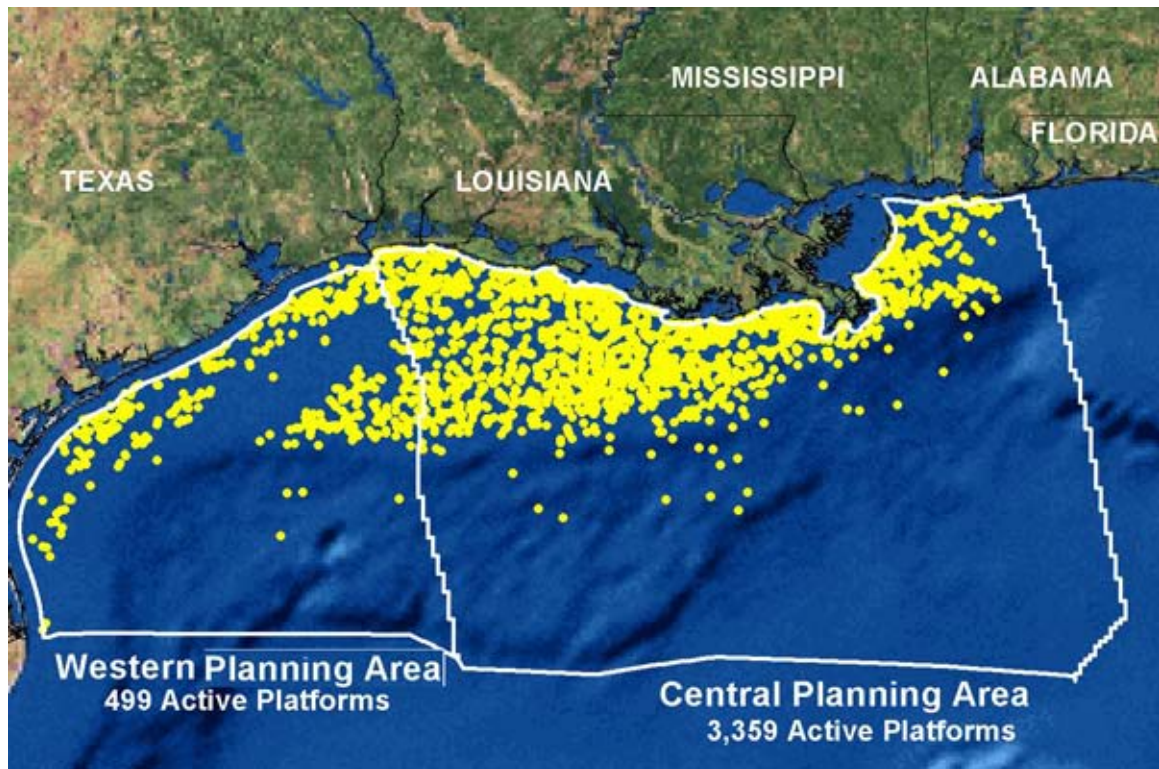 MISSISSIPPI
ALABAMA
FLORIDA
TEXAS
LOUISIANA
Western Planning Area
499 Active Platforms
Central Planning Area
3,359 Active Platforms